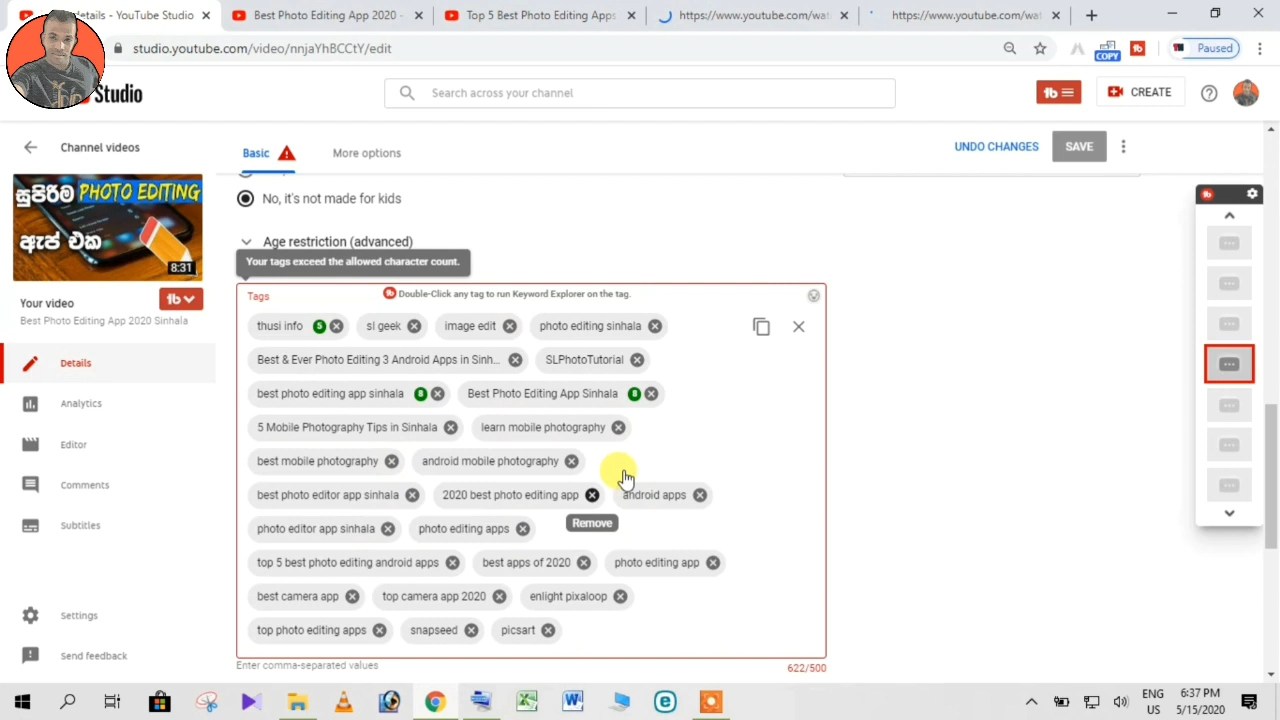 Details - YouTube Studio
Best Photo Editing App 2020 -
Top 5 Best Photo Editing Apps
https://www.youtube.com/wat
https://www.youtube.com/wat
studio.youtube.com/video/nnjaYhBCCtY/edit
COPY
tb
Paused
Studio
Search across your channel
tb
CREATE
Channel videos
Basic
More options
UNDO CHANGES
SAVE
සුපිරිම PHOTO EDITING
ඇප් එක
8:31
No, it's not made for kids
Age restriction (advanced)
Your tags exceed the allowed character count.
Tags
Double-Click any tag to run Keyword Explorer on the tag.
Your video
tb
Best Photo Editing App 2020 Sinhala
thusi info 5
sl geek
image edit
photo editing sinhala
Best & Ever Photo Editing 3 Android Apps in Sinh...
SLPhotoTutorial
Details
best photo editing sinhala 8
Best Photo Editing App Sinhala 8
Analytics
5 Mobile Photography Tips in Sinhala
learn mobile photography
Editor
best mobile photography
android mobile photography
Comments
best photo editor app sinhala
2020 best photo editing app
android apps
Subtitles
photo editor app sinhala
photo editing apps
Remove
top 5 best photo editing android apps
best apps of 2020
photo editing app
best camera app
top camera app 2020
enlight pixaloop
Settings
top photo editing apps
snapseed
picsart
Send feedback
Enter comma-separated values
622/500
ENG
US
6:37 PM
5/15/2020